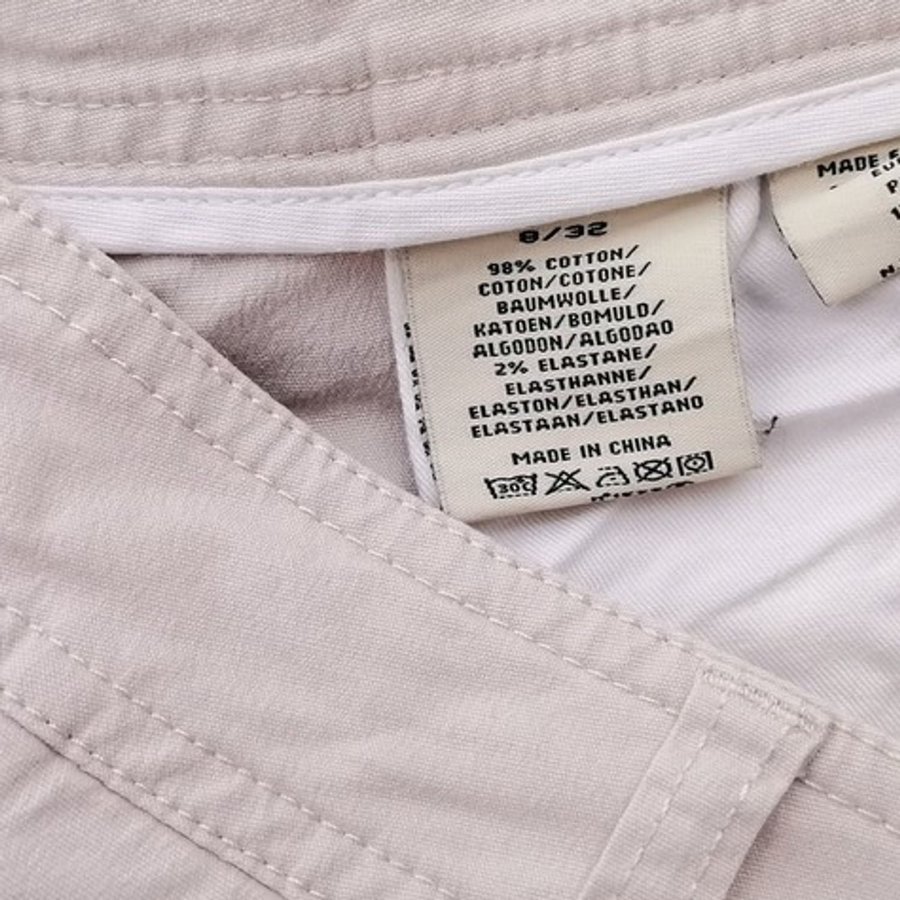 8/32
98% COTTON/
COTON/COTONE/
BAUMWOLLE/
KATOEN/BOMULD/
ALGODON/ALGODAO
2% ELASTANE/
ELASTHANNE/
ELASTON/ELASTHAN/
ELASTAAN/ELASTANO
MADE IN CHINA
30C
MADE